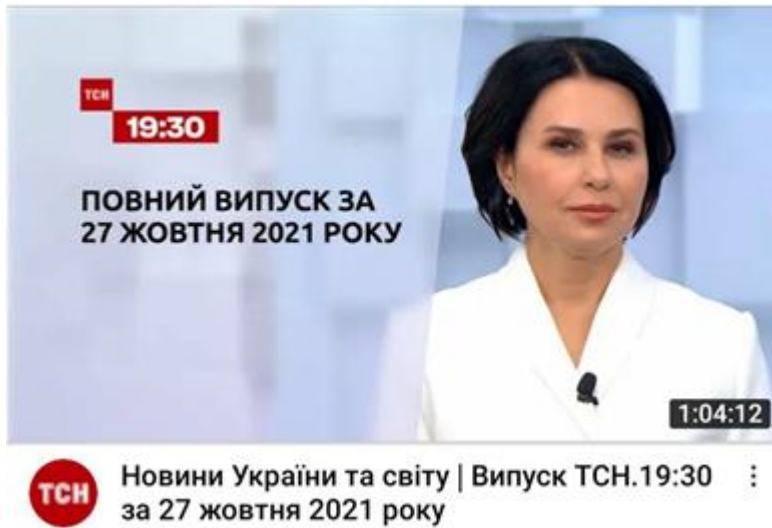 ТСН
19:30
ПОВНИЙ ВИПУСК ЗА
27 ЖОВТНЯ 2021 РОКУ
1:04:12
ТСН
Новини України та світу | Випуск ТСН.19:30
за 27 жовтня 2021 року